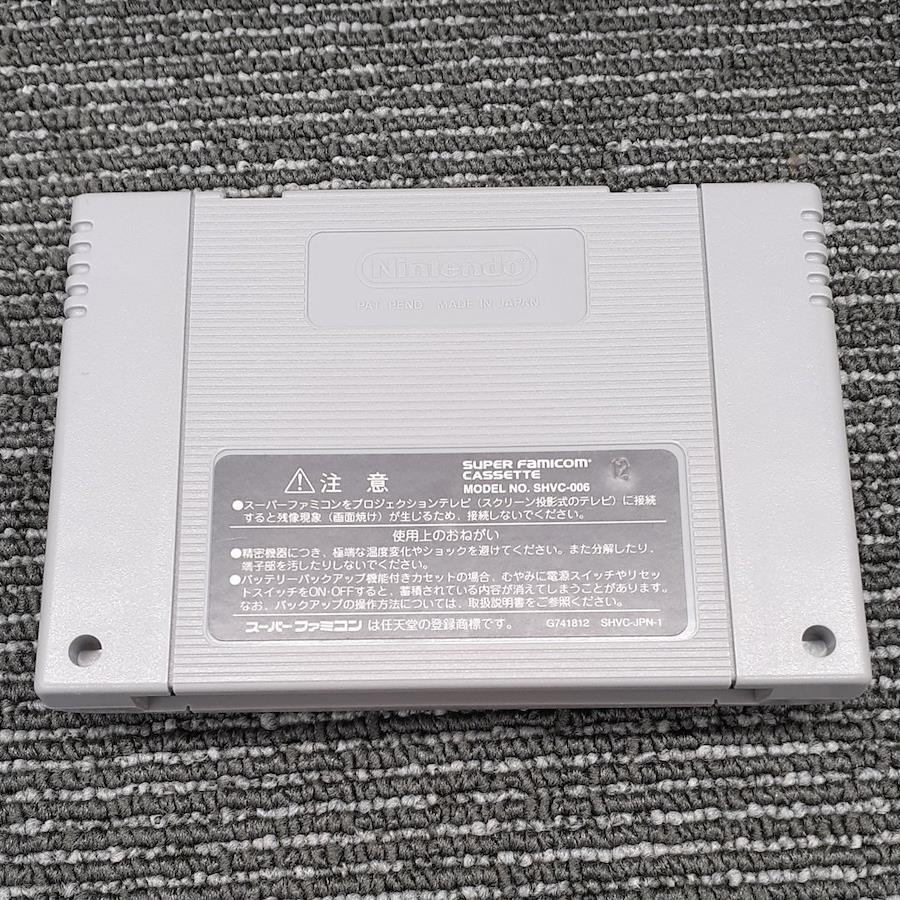 Nintendo
PAT. PEND. MADE IN JAPAN
⚠注 意
SUPER FAMICOM
CASSETTE
MODEL NO. SHVC-006
12
●スーパーファミコンをプロジェクションテレビ(スクリーン投影式のテレビ)に接続
すると残像現象(画面焼け)が生じるため、接続しないでください。
使用上のおねがい
●精密機器につき、極端な温度変化やショックを避けてください。また分解したり、
端子部を汚したりしないでください。
●バッテリーバックアップ機能付きカセットの場合、むやみに電源スイッチやリセッ
トスイッチをON・OFFすると、蓄積されている内容が消えてしまうことがあります。
なお、バックアップの操作方法については、取扱説明書をご参照ください。
スーパーファミコン は任天堂の登録商標です。 G741812 SHVC-JPN-1